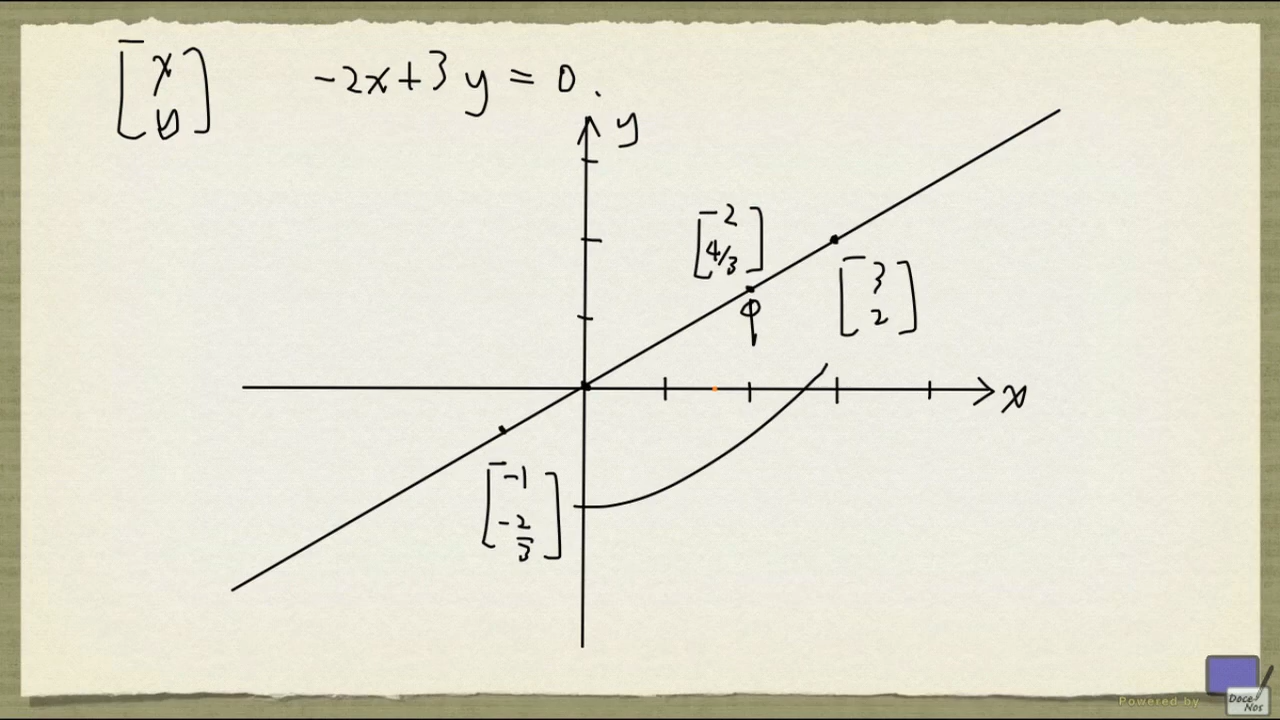 [x y] -2x+3y = 0.
y
[2 4/3]
[3 2]
φ
x
[-1 -2/3]
Powered by
Doce Nos